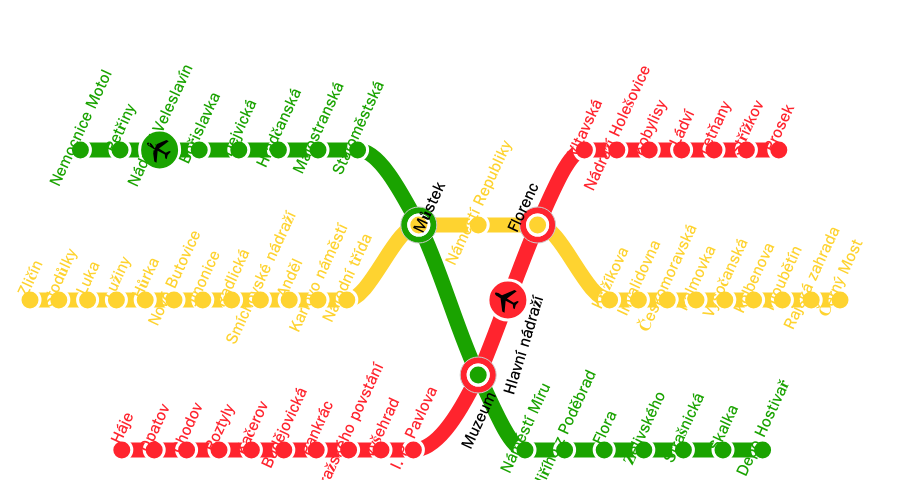 Nemocnice Motol
Petřiny
Veleslavín
Bořislavka
Dejvická
Hradčanská
Malostranská
Staroměstská
Můstek
Náměstí Republiky
Florenc
Vltavská
Nádraží Holešovice
Kobylisy
Ládví
Letňany
Střížkov
Prosek
Zličín
Stodůlky
Luka
Lužiny
Hůrka
Nové Butovice
Jinonice
Radlická
Smíchovské nádraží
Anděl
Karlovo náměstí
Národní třída
Křižíkova
Invalidovna
Českomoravská
Palmovka
Vysočanská
Kolbenova
Hloubětín
Rajská zahrada
Černý Most
Hlavní nádraží
Muzeum
Háje
Opatov
Chodov
Roztyly
Kačerov
Budějovická
Pankrác
Pražského povstání
Vyšehrad
I. P. Pavlova
Náměstí Míru
Jiřího z Poděbrad
Flora
Želivského
Strašnická
Skalka
Depo Hostivař